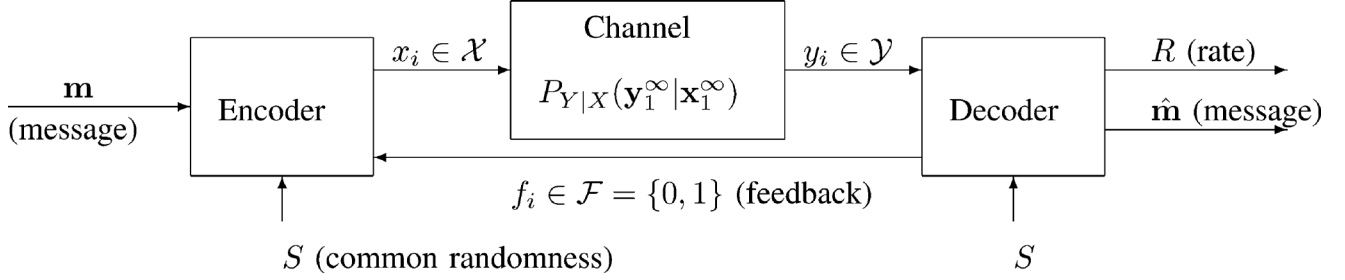 Channel
x_i ∈ 𝒳
y_i ∈ 𝒴
R (rate)
m
Encoder
P_{Y|X}(y_1^∞|x_1^∞)
Decoder
m̂ (message)
(message)
f_i ∈ ℱ = {0, 1} (feedback)
S (common randomness)
S